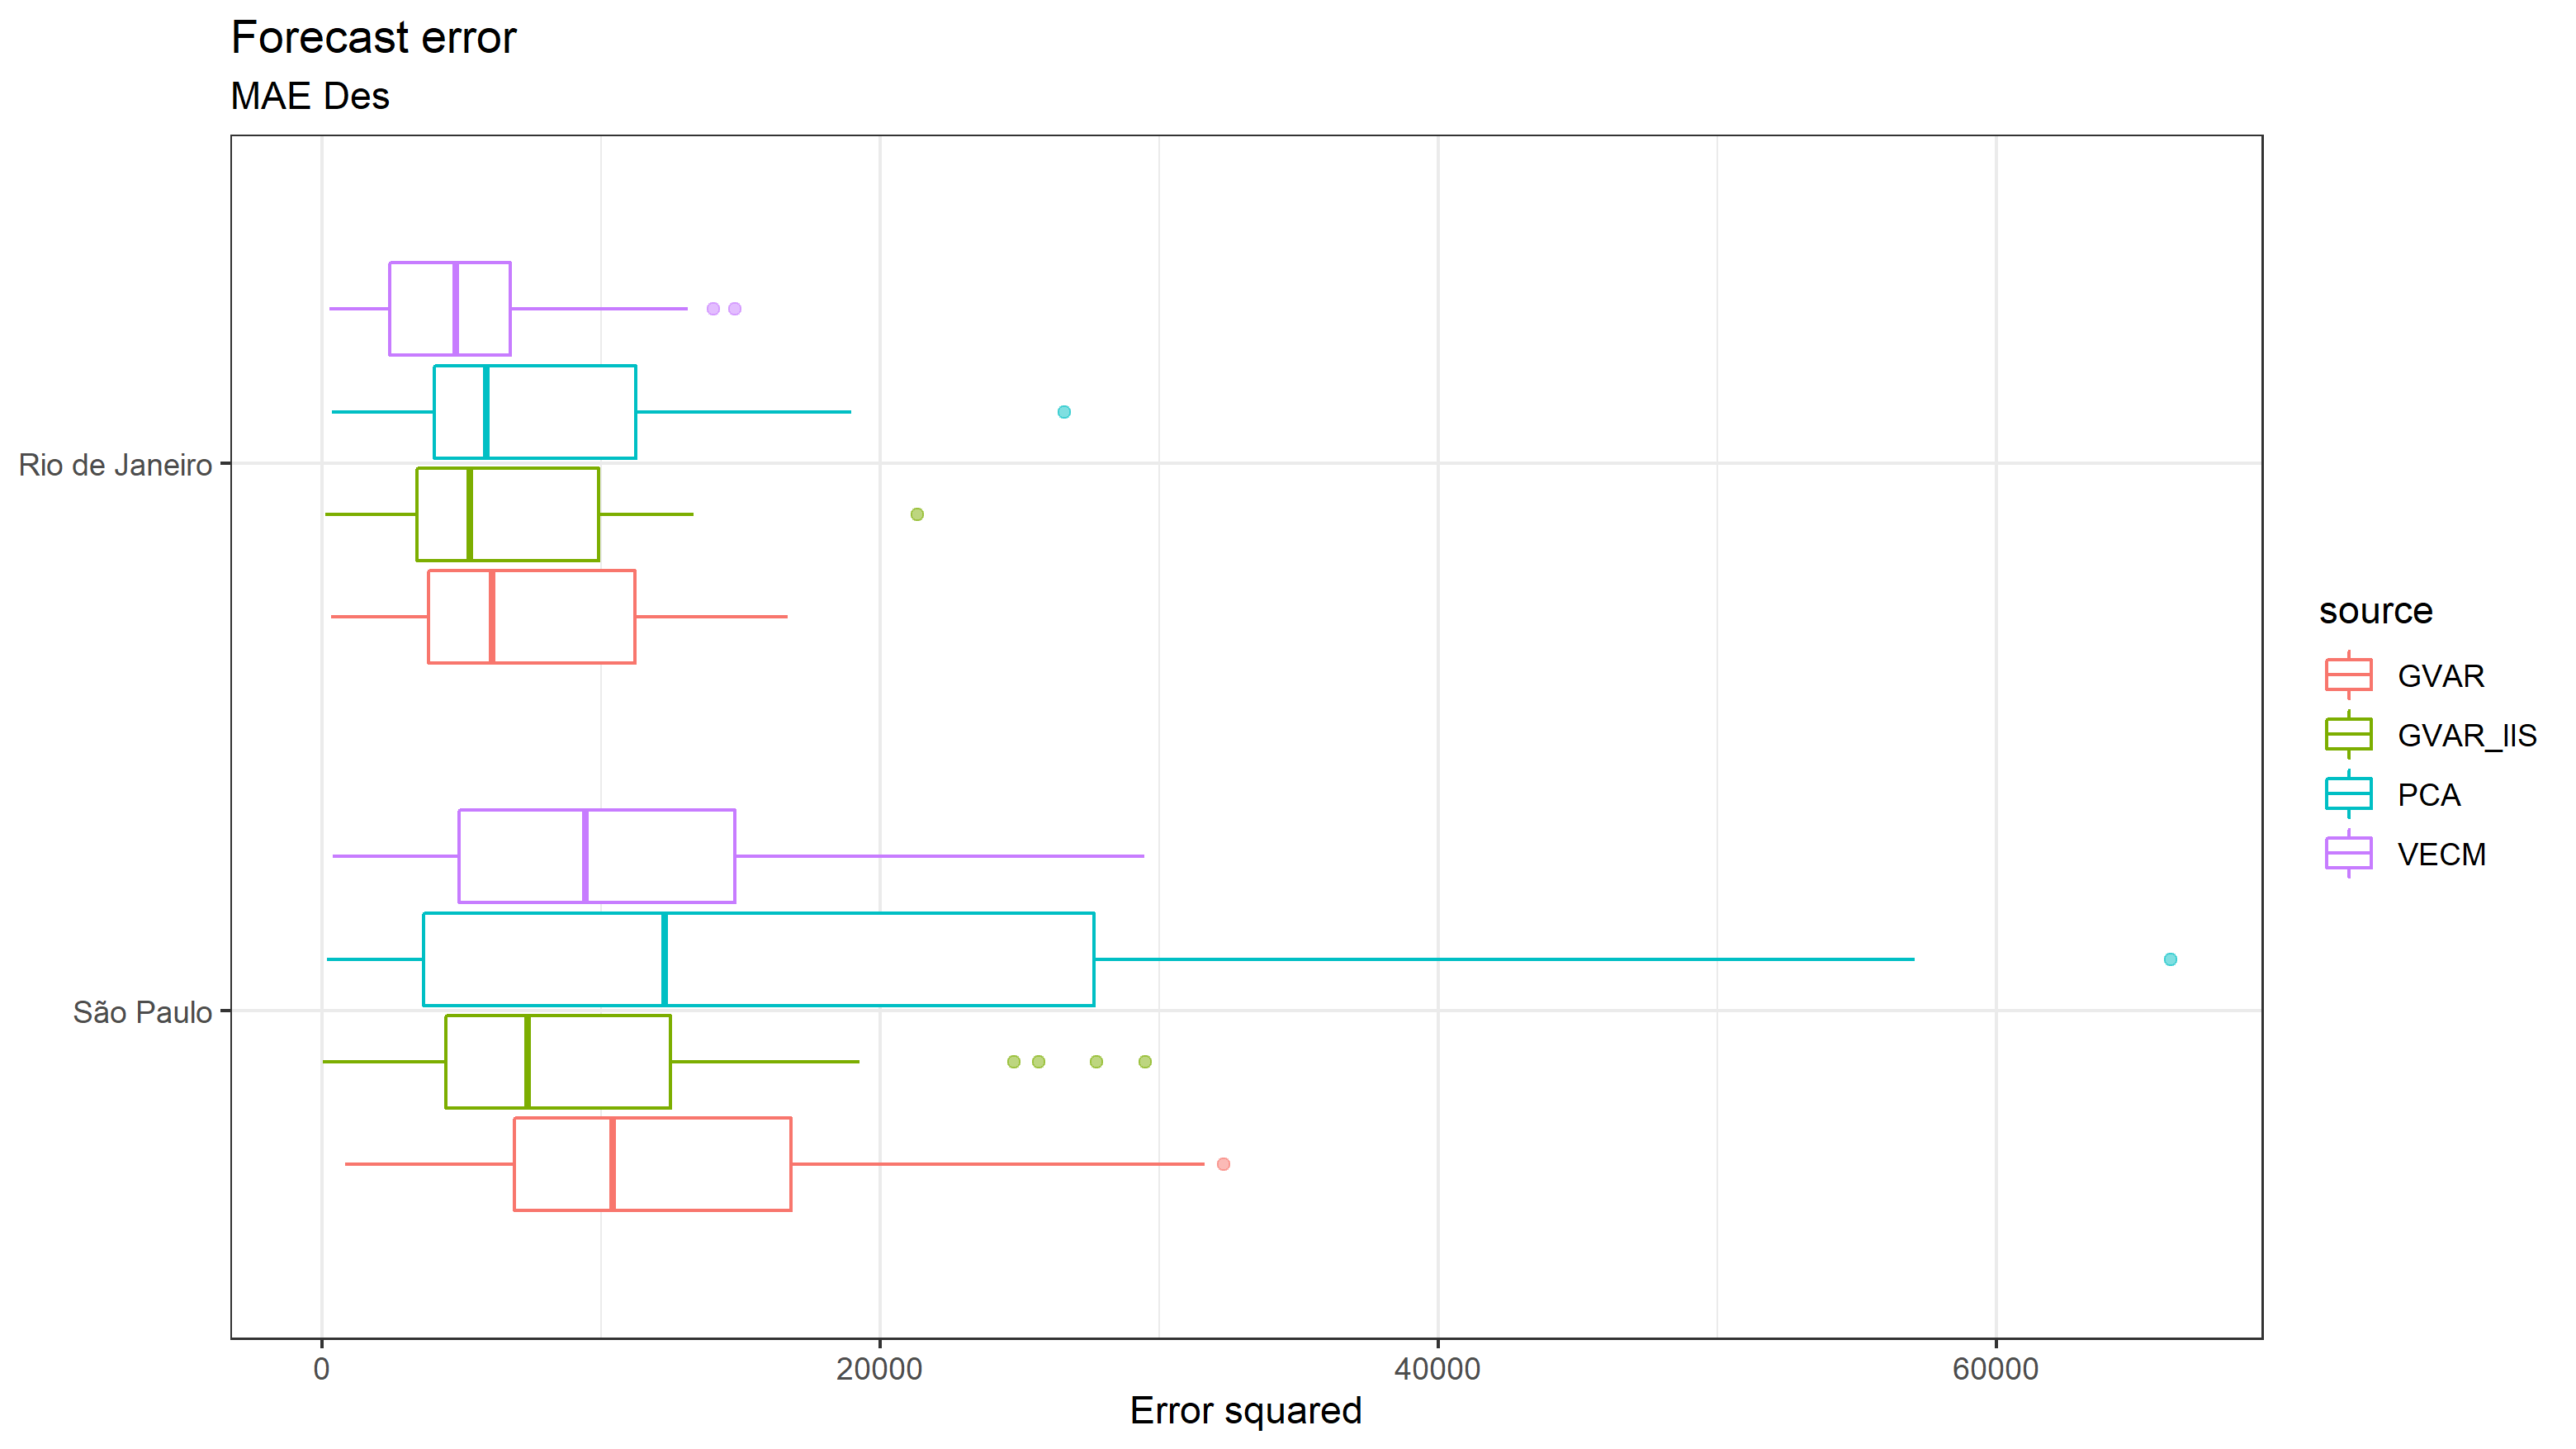 Forecast error
MAE Des
Rio de Janeiro
São Paulo
0
20000
40000
60000
Error squared
source
GVAR
GVAR_IIS
PCA
VECM